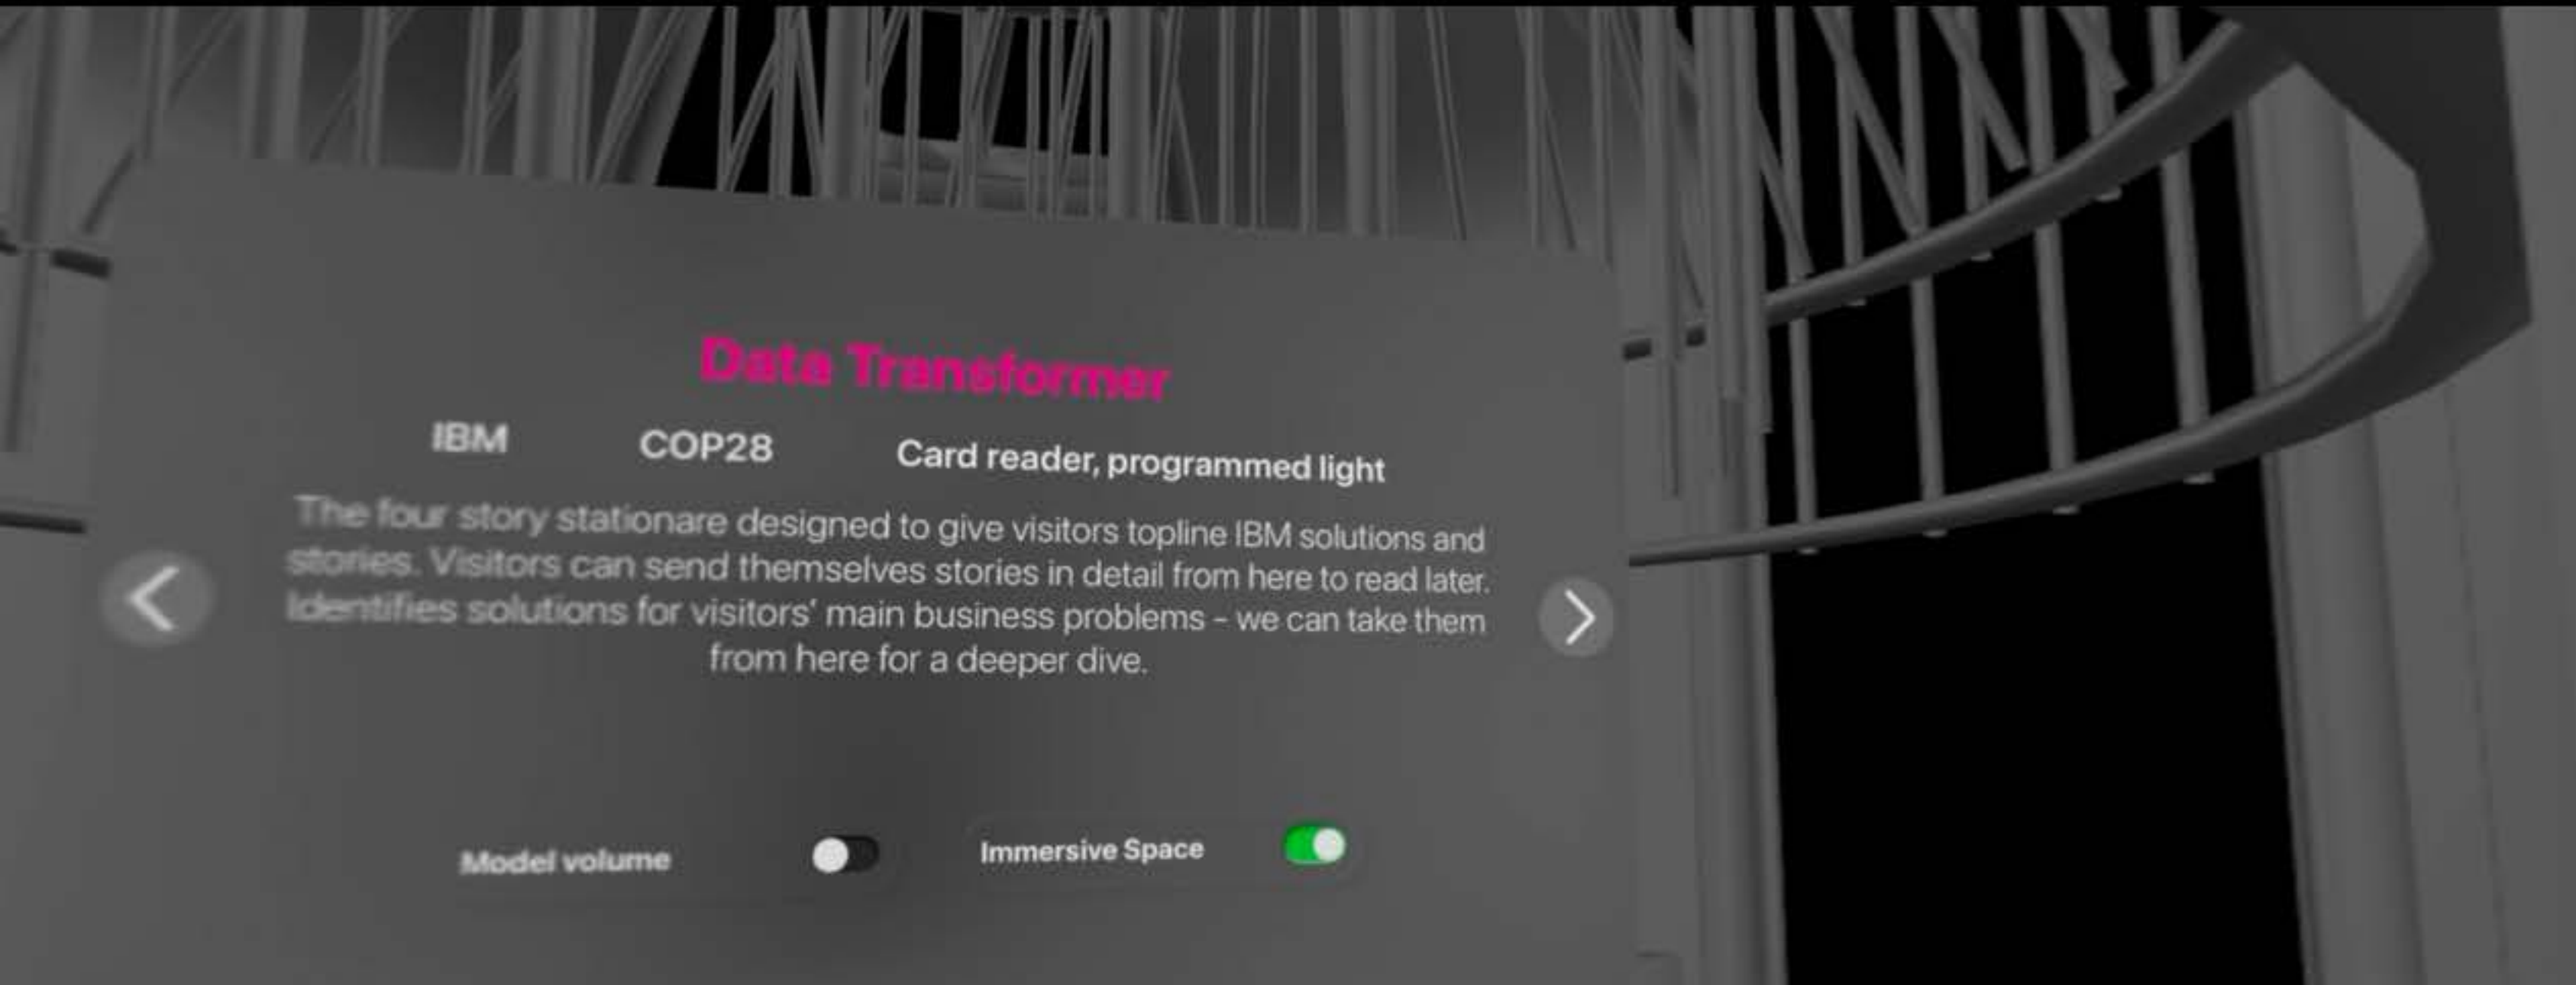 Data Transformer
IBM COP28 Card reader, programmed light
The four story stationare designed to give visitors topline IBM solutions and
stories. Visitors can send themselves stories in detail from here to read later.
Identifies solutions for visitors' main business problems - we can take them
from here for a deeper dive.
Model volume Immersive Space